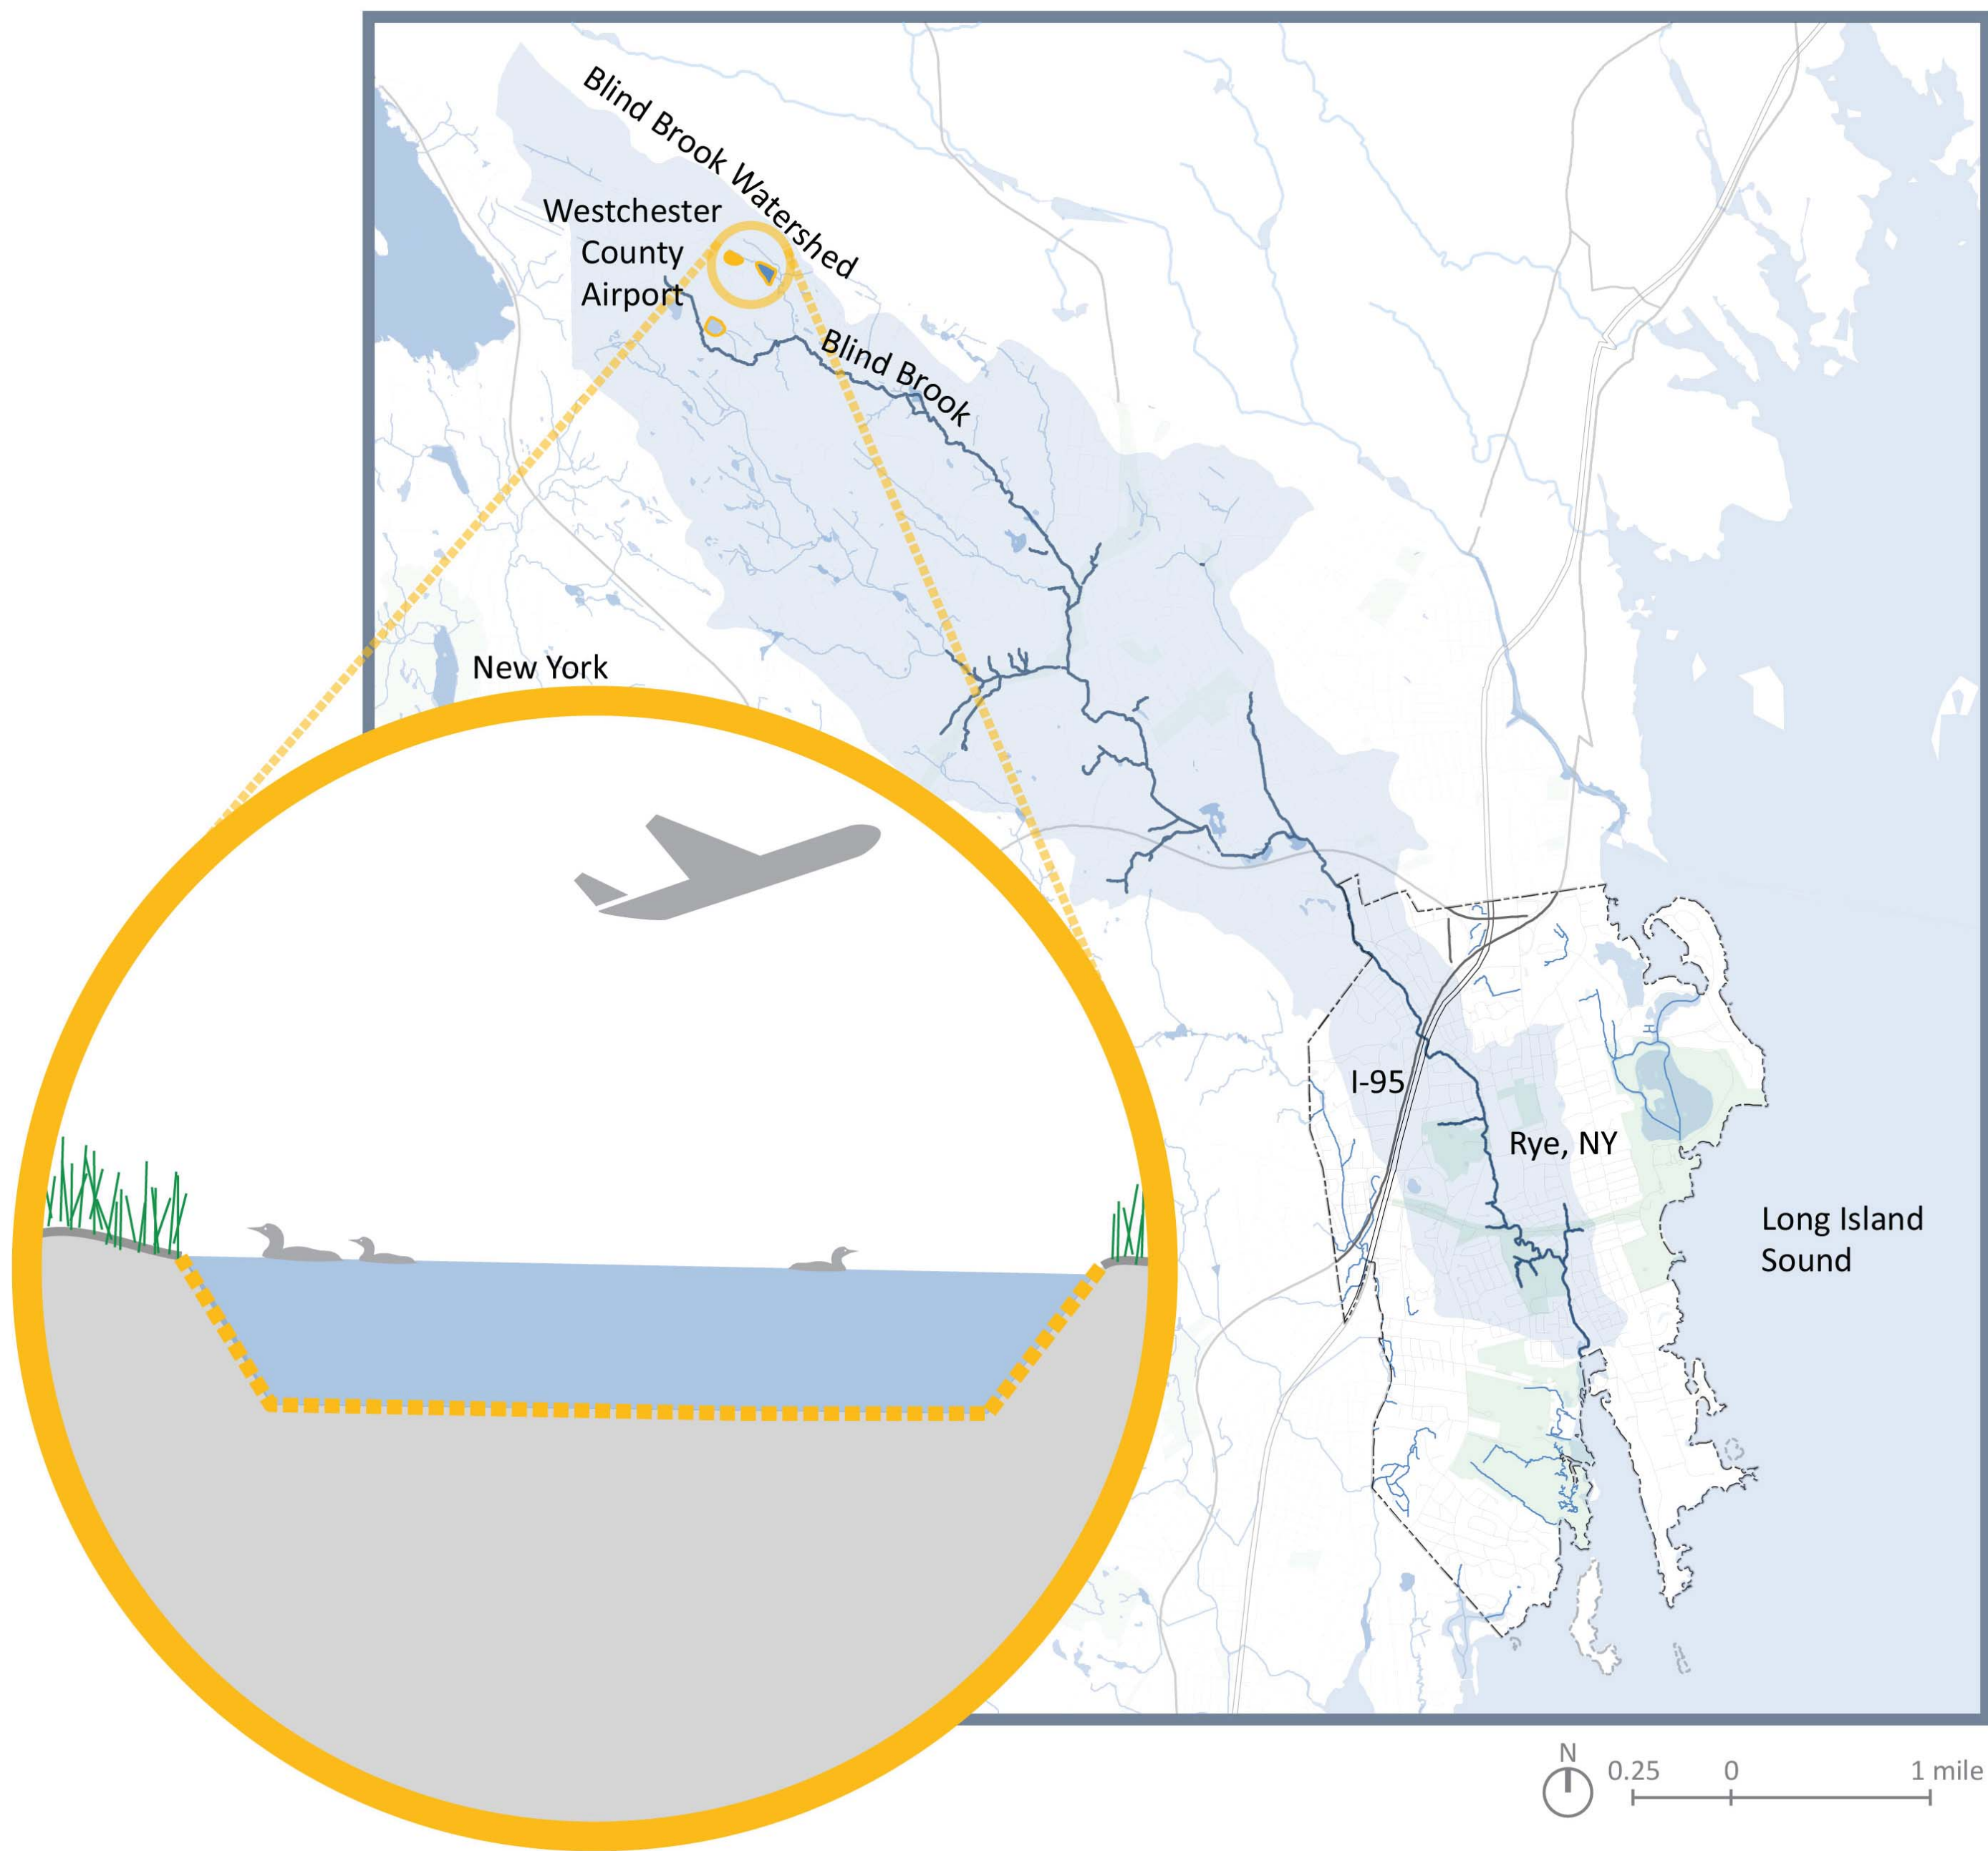 Blind Brook Watershed
Westchester
County
Airport
Blind Brook
New York
I-95
Rye, NY
Long Island
Sound
N
0.25 0 1 mile